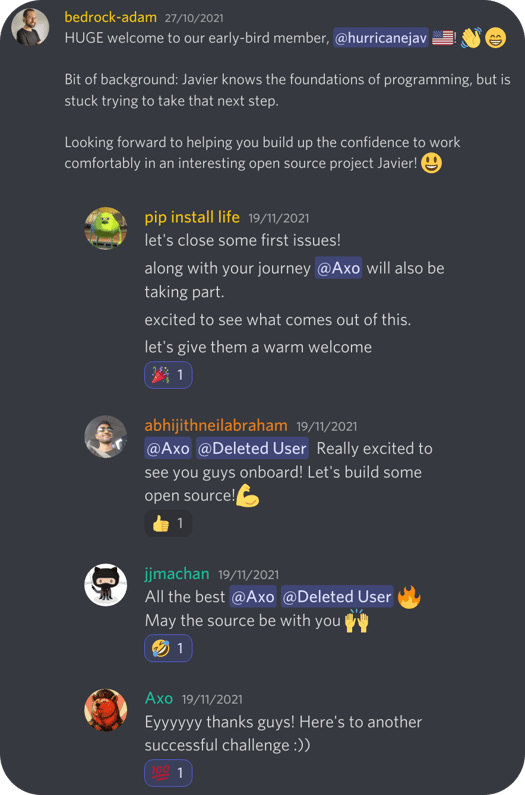 bedrock-adam 27/10/2021
HUGE welcome to our early-bird member, @hurricanejav 🇺🇸! 👋 😄
Bit of background: Javier knows the foundations of programming, but is
stuck trying to take that next step.
Looking forward to helping you build up the confidence to work
comfortably in an interesting open source project Javier! 😃
pip install life 19/11/2021
let's close some first issues!
along with your journey @Axo will also be
taking part.
excited to see what comes out of this.
let's give them a warm welcome
🎉 1
abhijithneilabraham 19/11/2021
@Axo @Deleted User Really excited to
see you guys onboard! Let's build some
open source!💪
👍 1
jjmachan 19/11/2021
All the best @Axo @Deleted User 🔥
May the source be with you 🙌
🤣 1
Axo 19/11/2021
Eyyyyyy thanks guys! Here's to another
successful challenge :))
💯 1